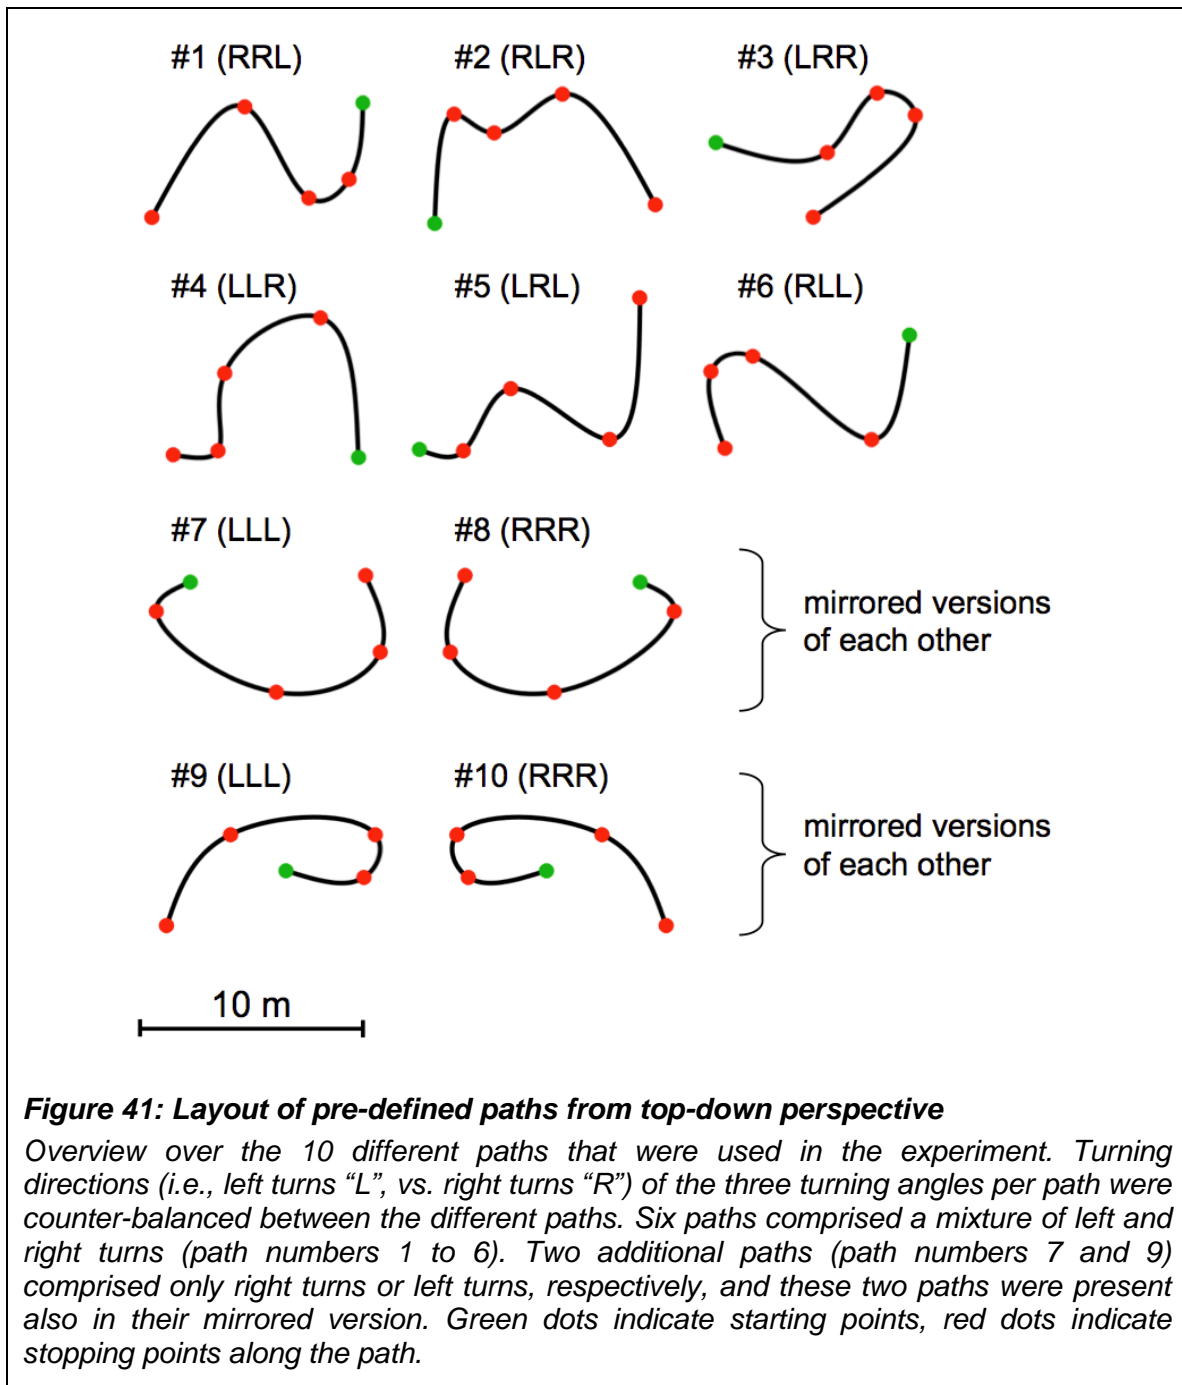 #1 (RRL)
#2 (RLR)
#3 (LRR)
#4 (LLR)
#5 (LRL)
#6 (RLL)
#7 (LLL)
#8 (RRR)
mirrored versions
of each other
#9 (LLL)
#10 (RRR)
mirrored versions
of each other
10 m
Figure 41: Layout of pre-defined paths from top-down perspective
Overview over the 10 different paths that were used in the experiment. Turning
directions (i.e., left turns “L”, vs. right turns “R”) of the three turning angles per path were
counter-balanced between the different paths. Six paths comprised a mixture of left and
right turns (path numbers 1 to 6). Two additional paths (path numbers 7 and 9)
comprised only right turns or left turns, respectively, and these two paths were present
also in their mirrored version. Green dots indicate starting points, red dots indicate
stopping points along the path.